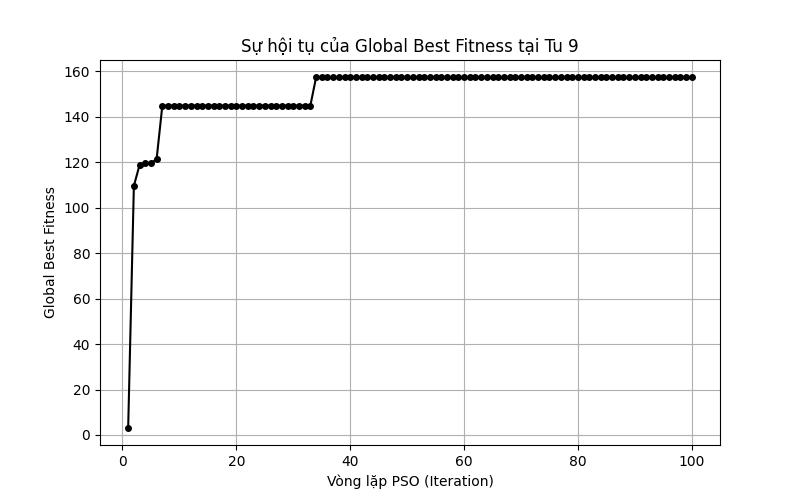 Sự hội tụ của Global Best Fitness tại Tu 9
Global Best Fitness
160
140
120
100
80
60
40
20
0
0 20 40 60 80 100
Vòng lặp PSO (Iteration)